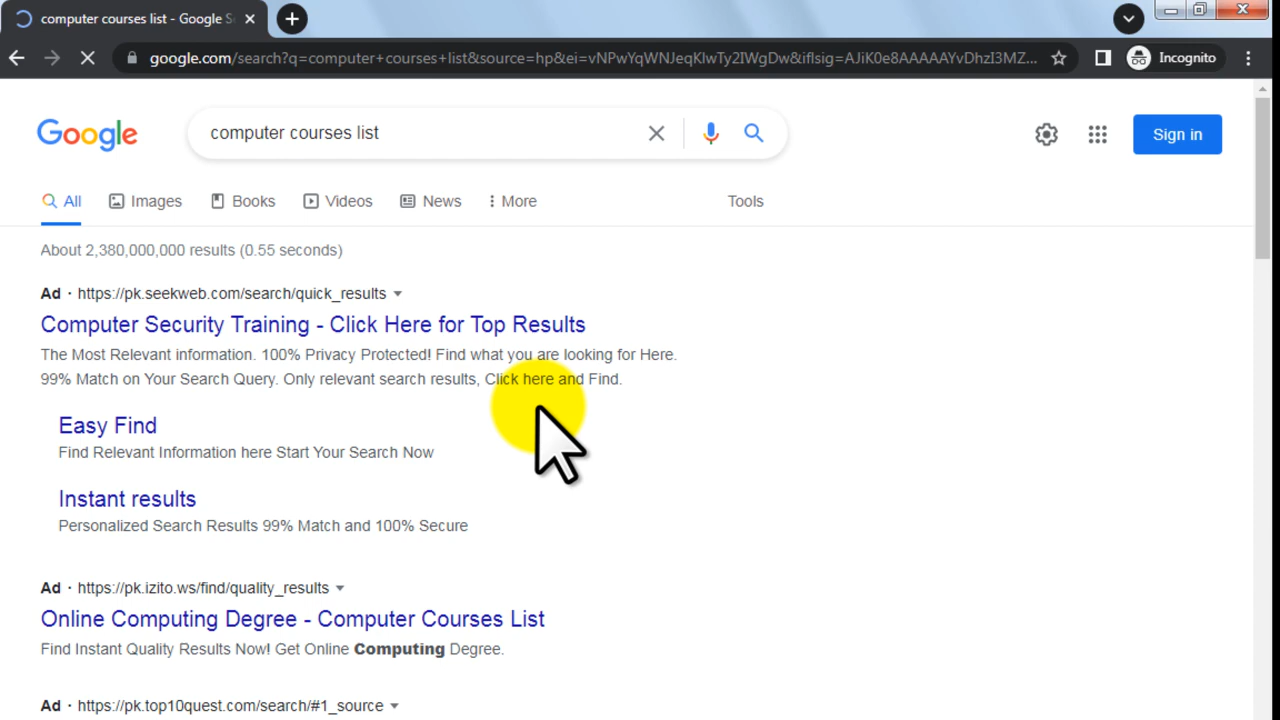 computer courses list - Google S
google.com/search?q=computer+courses+list&source=hp&ei=vNPwYqWNJeqKlwTy2IWgDw&iflsig=AJiK0e8AAAAAYvDhzI3MZ...
Incognito
Google
computer courses list
Sign in
All
Images
Books
Videos
News
More
Tools
About 2,380,000,000 results (0.55 seconds)
Ad · https://pk.seekweb.com/search/quick_results
Computer Security Training - Click Here for Top Results
The Most Relevant information. 100% Privacy Protected! Find what you are looking for Here.
99% Match on Your Search Query. Only relevant search results, Click here and Find.
Easy Find
Find Relevant Information here Start Your Search Now
Instant results
Personalized Search Results 99% Match and 100% Secure
Ad · https://pk.izito.ws/find/quality_results
Online Computing Degree - Computer Courses List
Find Instant Quality Results Now! Get Online Computing Degree.
Ad · https://pk.top10quest.com/search/#1_source